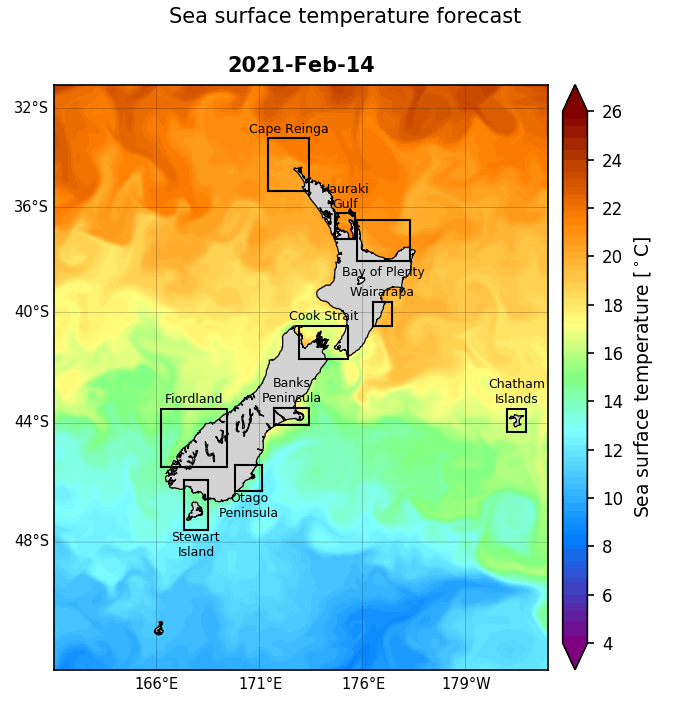 Sea surface temperature forecast
2021-Feb-14
32°S
36°S
40°S
44°S
48°S
Cape Reinga
Hauraki
Gulf
Bay of Plenty
Wairarapa
Cook Strait
Banks
Peninsula
Fiordland
Chatham
Islands
Otago
Peninsula
Stewart
Island
166°E
171°E
176°E
179°W
26
24
22
20
18
16
14
12
10
8
6
4
Sea surface temperature [°C]